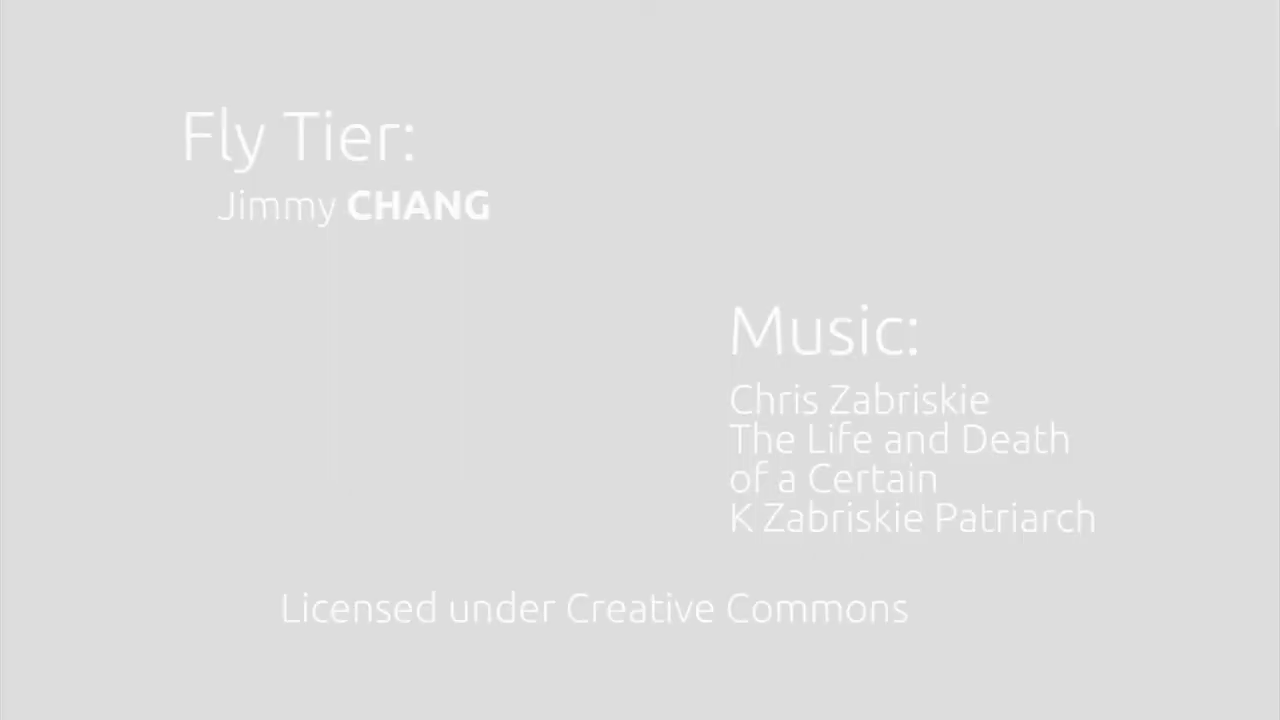 Fly Tier:
Jimmy CHANG
Music:
Chris Zabriskie
The Life and Death
of a Certain
K Zabriskie Patriarch
Licensed under Creative Commons